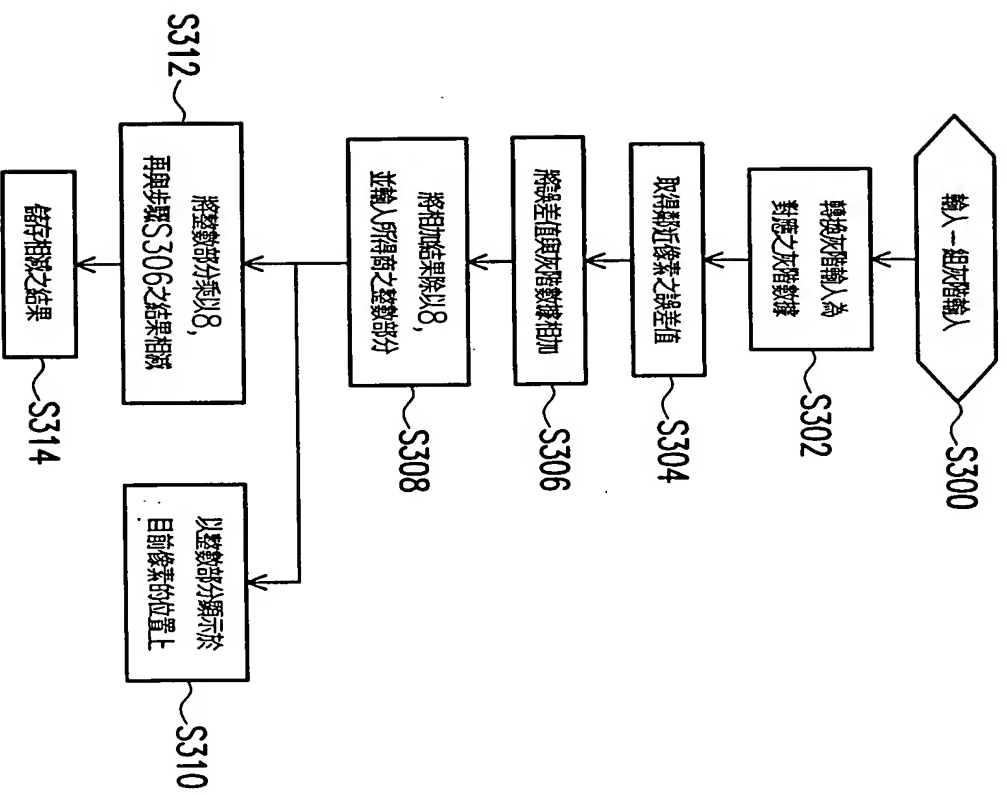 輸入一組灰階輸入
S300
轉換灰階輸入為
對應之灰階數據
S302
取得鄰近像素之誤差值
S304
將誤差值與灰階數據相加
S306
將相加結果除以8,
並輸入所得商之整數部分
S308
將整數部分乘以8,
再與步驟S306之結果相減
S312
以整數部分顯示於
目前像素的位置上
S310
儲存相減之結果
S314